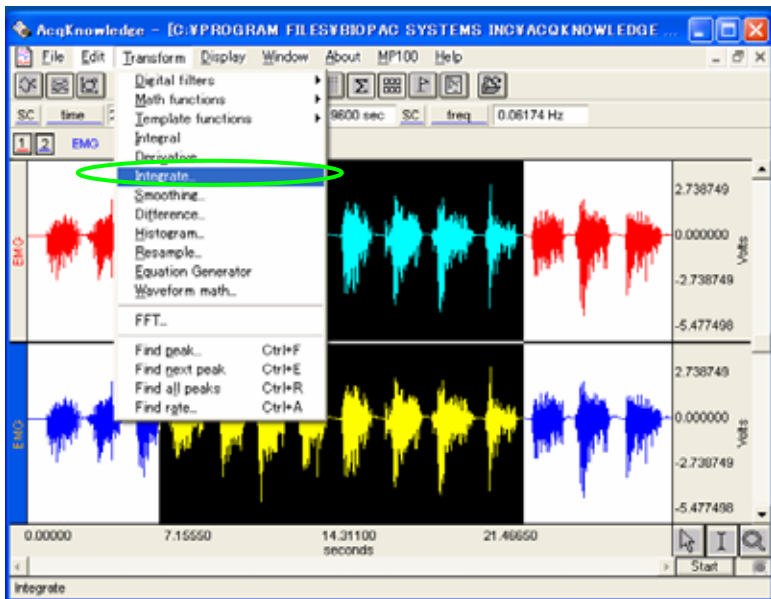 AcqKnowledge - [C:¥PROGRAM FILES¥BIOPAC SYSTEMS INC¥ACQKNOWLEDGE ...
File Edit Transform Display Window About MP100 Help
SC time 9600 sec SC freq 0.06174 Hz
1 2 EMG
Digital filters
Math functions
Template functions
Integral
Derivative
Integrate...
Smoothing...
Difference...
Histogram...
Resample...
Equation Generator
Waveform math...
FFT...
Find peak... Ctrl+F
Find next peak Ctrl+E
Find all peaks Ctrl+R
Find rate... Ctrl+A
EMG
2.738749
0.000000
-2.738749
-5.477498
Volts
EMG
2.738749
0.000000
-2.738749
-5.477498
Volts
0.00000 7.15550 14.31100 21.46650
seconds
Start
Integrate